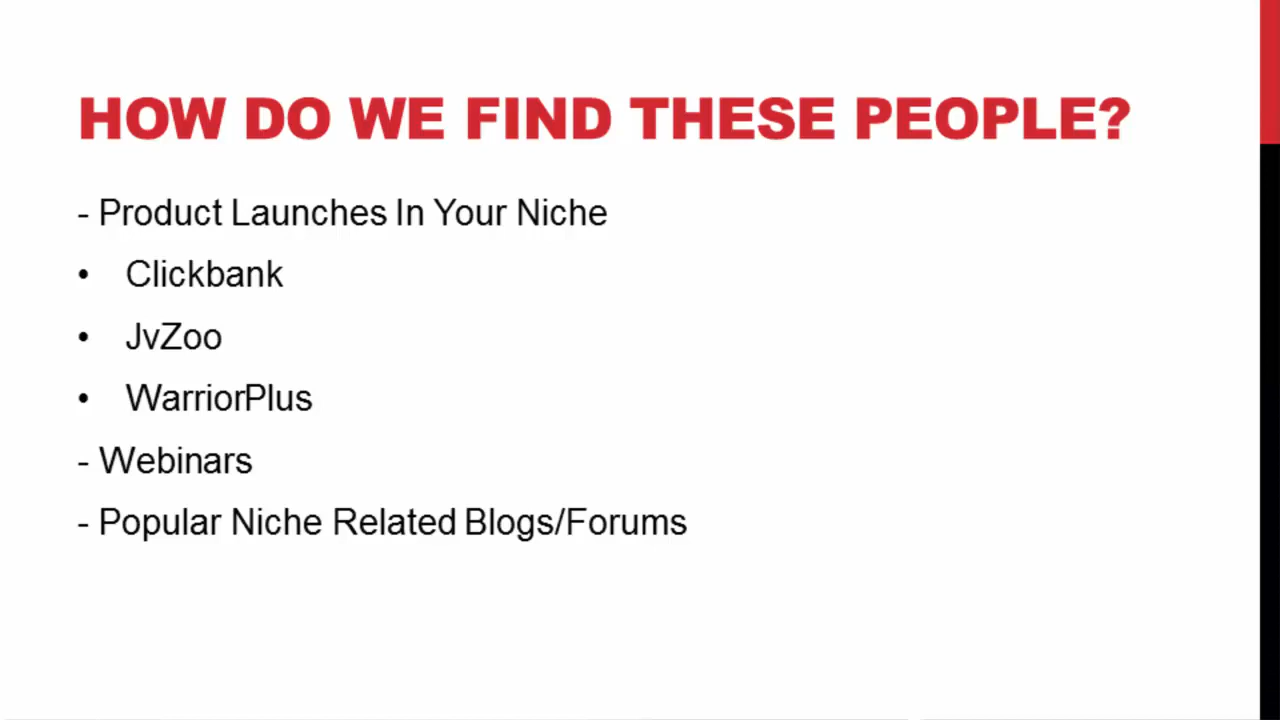 HOW DO WE FIND THESE PEOPLE?
- Product Launches In Your Niche
• Clickbank
• JvZoo
• WarriorPlus
- Webinars
- Popular Niche Related Blogs/Forums